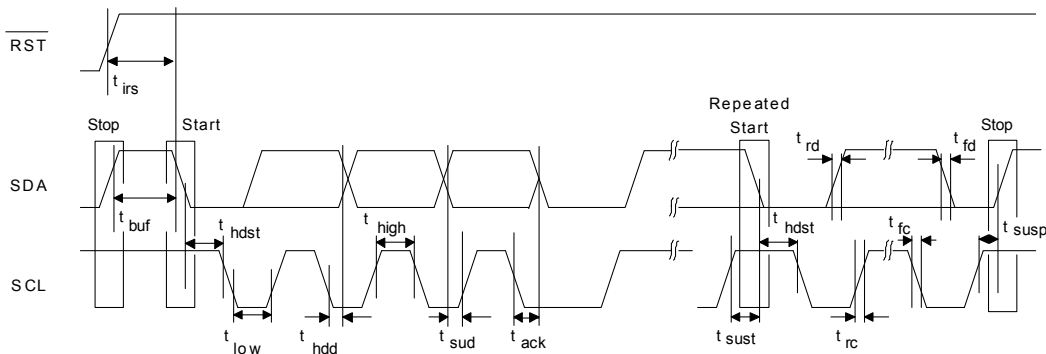 RST
t irs
Repeated
Stop
Start
Start
Stop
t rd
t fd
SDA
t buf
t hdst
t high
t hdst
t fc
t susp
SCL
t low
t hdd
t sud
t ack
t sust
t rc